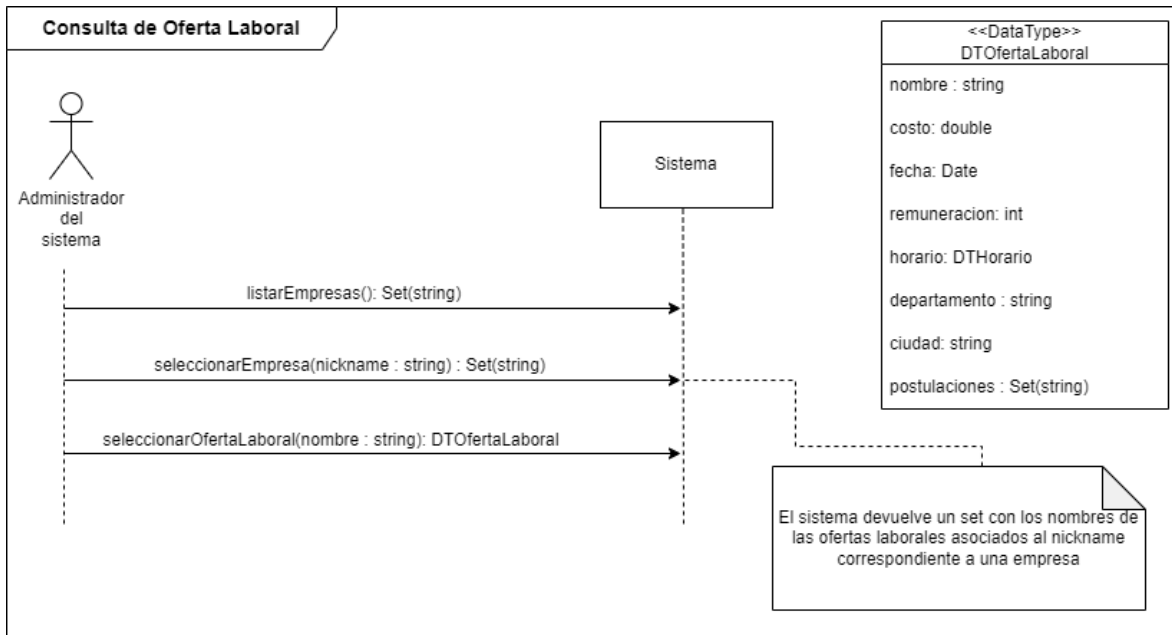 Consulta de Oferta Laboral
Administrador
del
sistema
Sistema
listarEmpresas(): Set(string)
seleccionarEmpresa(nickname : string) : Set(string)
seleccionarOfertaLaboral(nombre : string): DTOfertaLaboral
<<DataType>>
DTOfertaLaboral
nombre : string
costo: double
fecha: Date
remuneracion: int
horario: DTHorario
departamento : string
ciudad: string
postulaciones : Set(string)
El sistema devuelve un set con los nombres de
las ofertas laborales asociados al nickname
correspondiente a una empresa